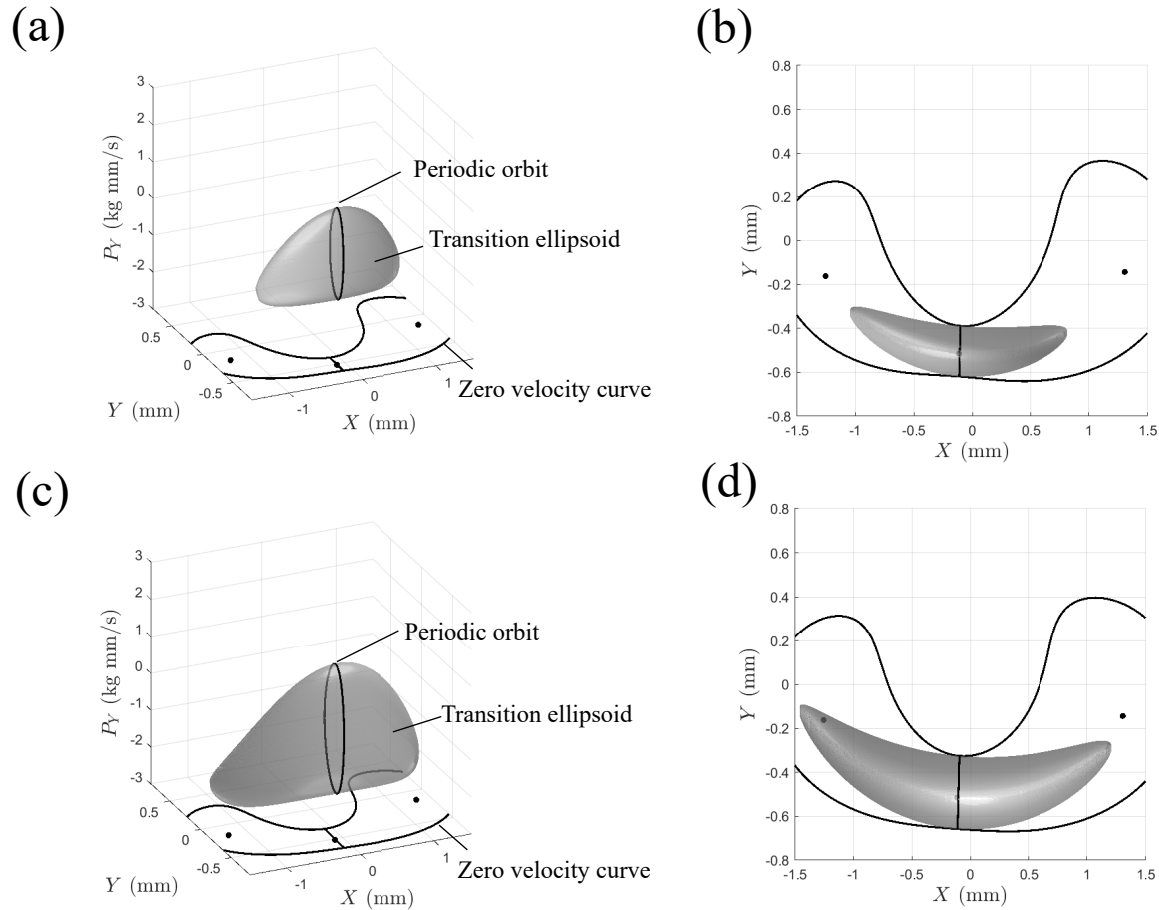 (a)
3
2
1
0
-1
-2
-3
P_Y (kg mm/s)
0.5
0
-0.5
Y (mm)
-1
0
1
X (mm)
Periodic orbit
Transition ellipsoid
Zero velocity curve
(b)
0.8
0.6
0.4
0.2
0
-0.2
-0.4
-0.6
-0.8
Y (mm)
-1.5 -1 -0.5 0 0.5 1 1.5
X (mm)
(c)
3
2
1
0
-1
-2
-3
P_Y (kg mm/s)
0.5
0
-0.5
Y (mm)
-1
0
1
X (mm)
Periodic orbit
Transition ellipsoid
Zero velocity curve
(d)
0.8
0.6
0.4
0.2
0
-0.2
-0.4
-0.6
-0.8
Y (mm)
-1.5 -1 -0.5 0 0.5 1 1.5
X (mm)